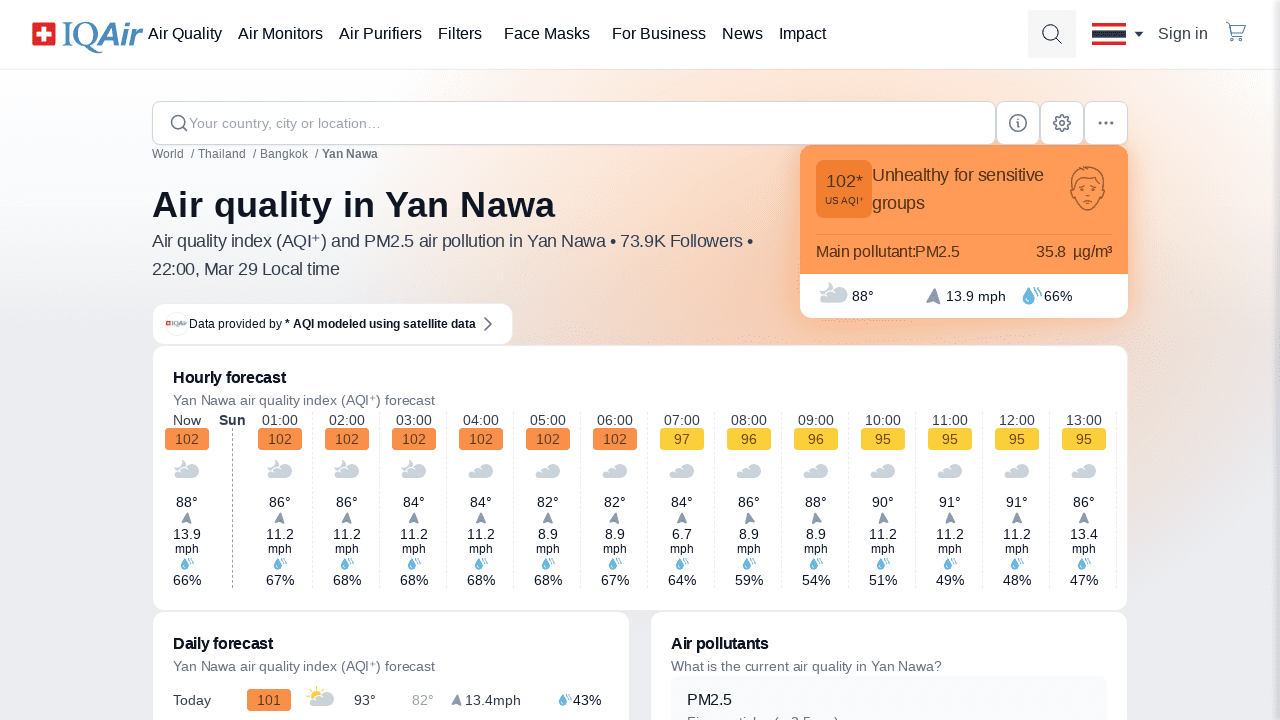 IQAir Air Quality Air Monitors Air Purifiers Filters Face Masks For Business News Impact Sign in
Your country, city or location…
World / Thailand / Bangkok / Yan Nawa
Air quality in Yan Nawa
Air quality index (AQI⁺) and PM2.5 air pollution in Yan Nawa • 73.9K Followers •
22:00, Mar 29 Local time
102*
US AQI⁺
Unhealthy for sensitive
groups
Main pollutant:PM2.5 35.8 µg/m³
88° 13.9 mph 66%
IQAir Data provided by * AQI modeled using satellite data
Hourly forecast
Yan Nawa air quality index (AQI⁺) forecast
Now Sun 01:00 02:00 03:00 04:00 05:00 06:00 07:00 08:00 09:00 10:00 11:00 12:00 13:00
102 102 102 102 102 102 102 97 96 96 95 95 95 95
88° 86° 86° 84° 84° 82° 82° 84° 86° 88° 90° 91° 91° 86°
13.9 11.2 11.2 11.2 11.2 8.9 8.9 6.7 8.9 8.9 11.2 11.2 11.2 13.4
mph mph mph mph mph mph mph mph mph mph mph mph mph mph
66% 67% 68% 68% 68% 68% 67% 64% 59% 54% 51% 49% 48% 47%
Daily forecast
Yan Nawa air quality index (AQI⁺) forecast
Today 101 93° 82° 13.4mph 43%
Air pollutants
What is the current air quality in Yan Nawa?
PM2.5